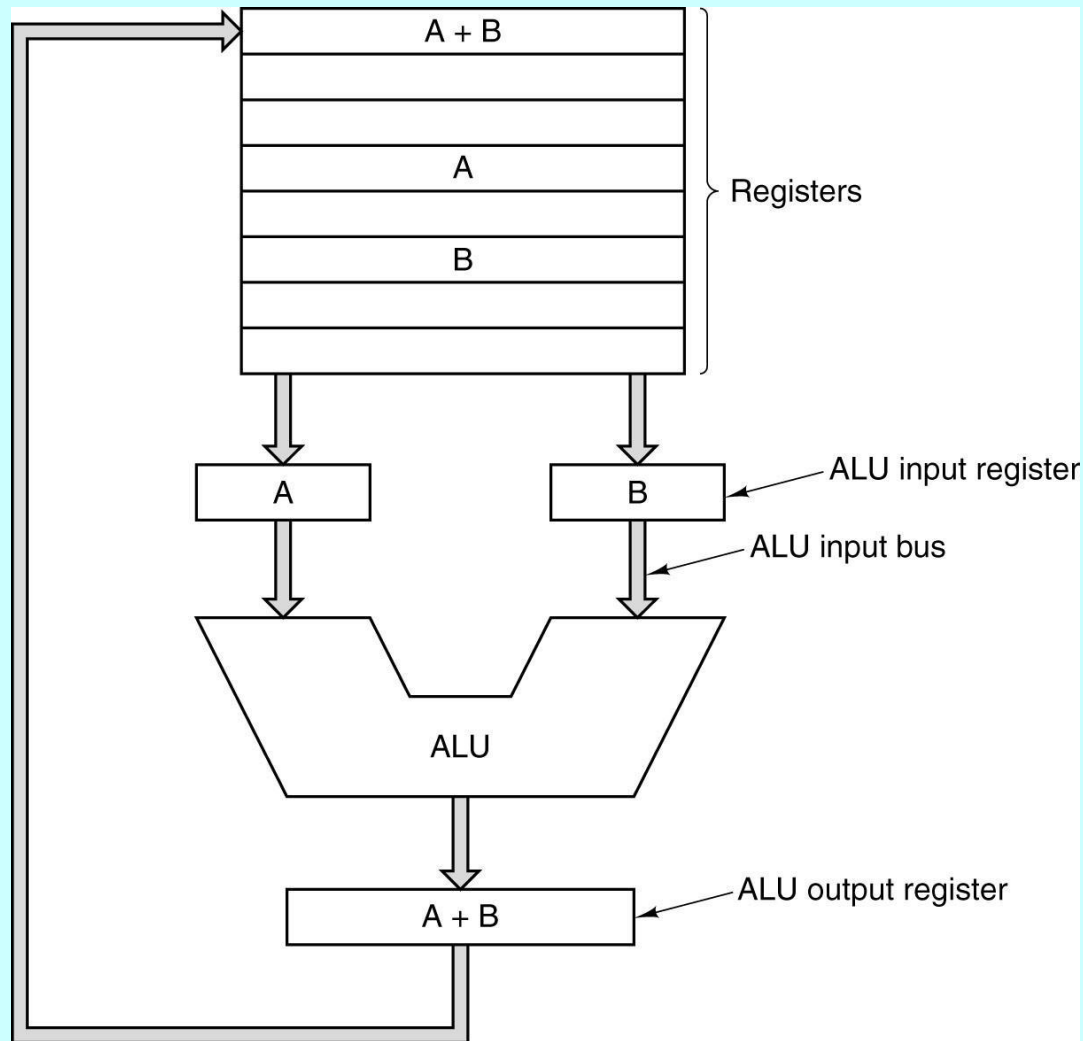 A + B
A
Registers
B
A
B
ALU input register
ALU input bus
ALU
ALU output register
A + B